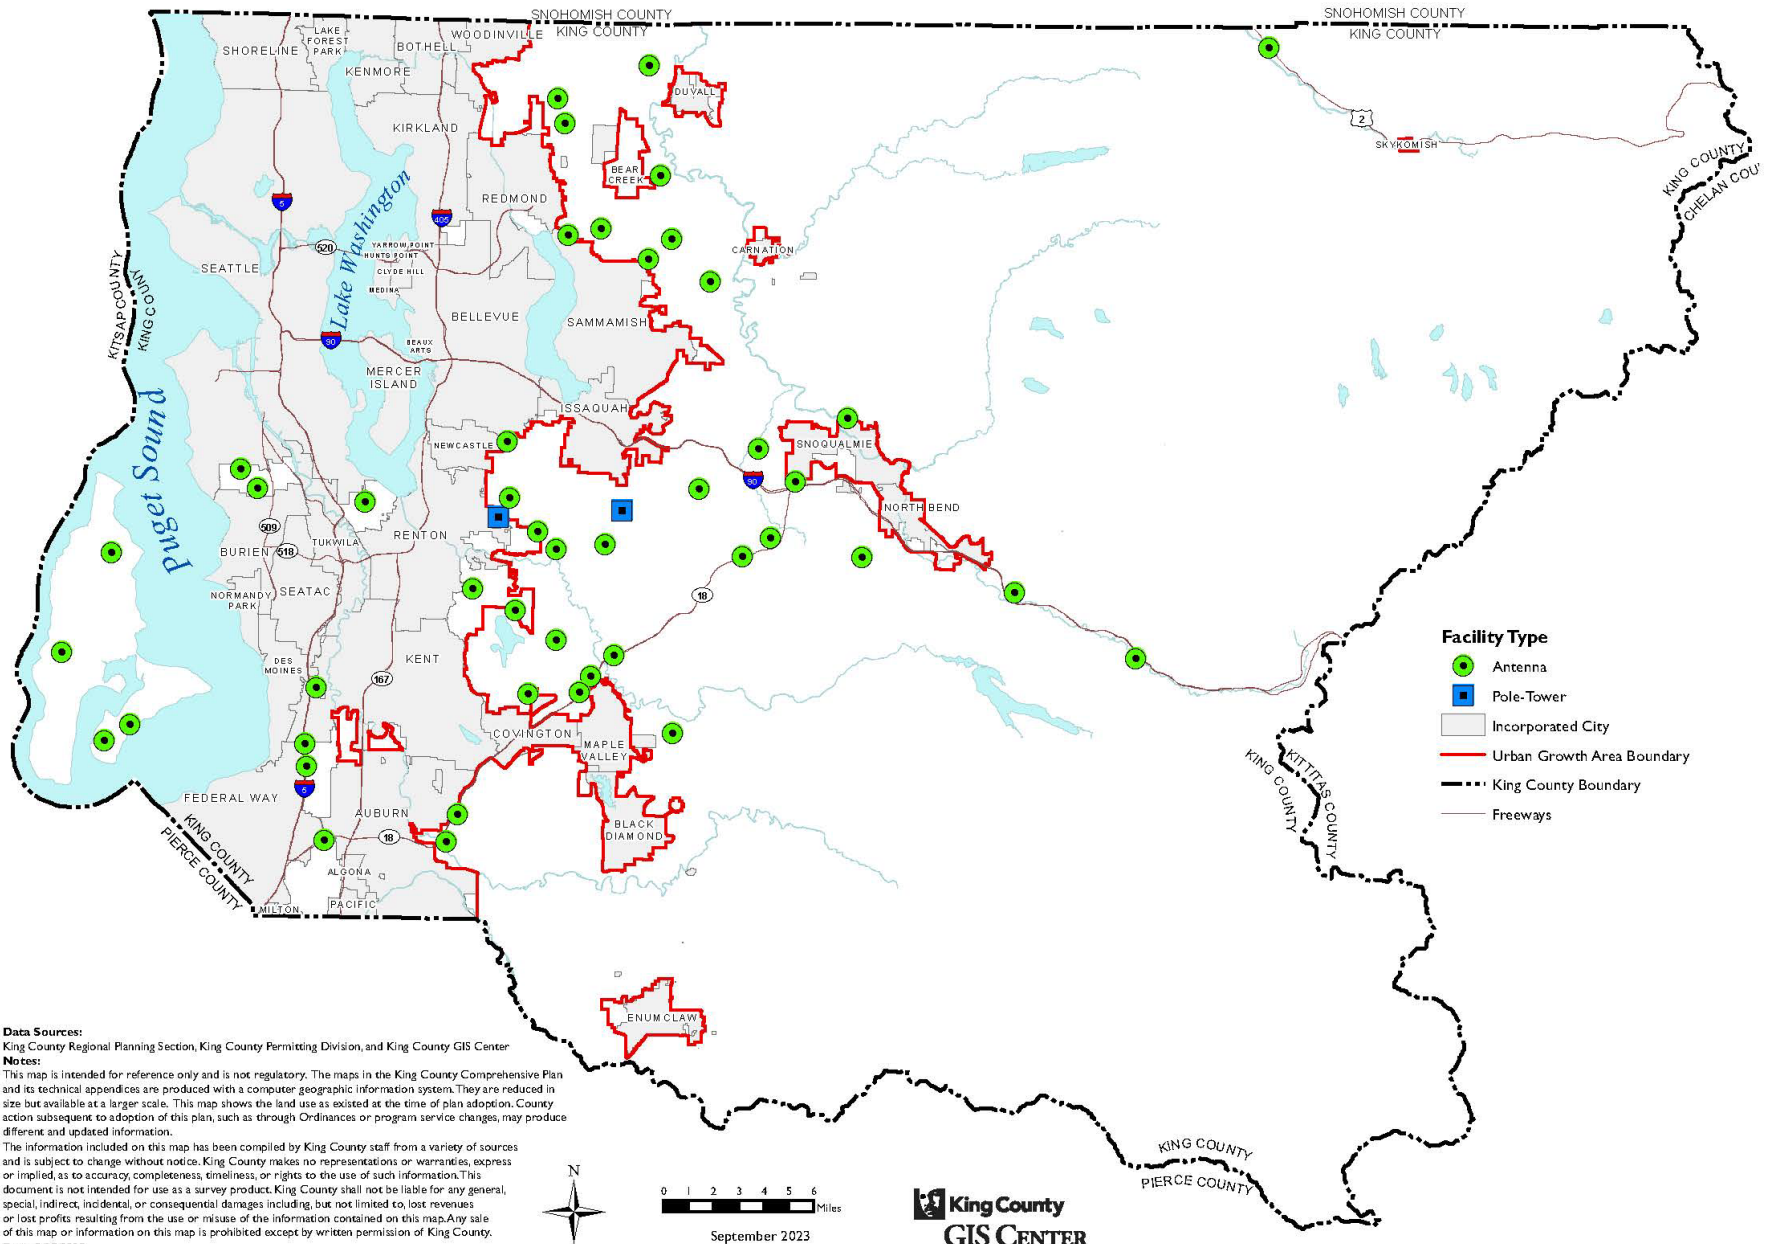 SNOHOMISH COUNTY
KING COUNTY
SNOHOMISH COUNTY
KING COUNTY
SHORELINE
LAKE
FOREST
PARK
BOTHELL
WOODINVILLE
KENMORE
DUVALL
KIRKLAND
2
SKYKOMISH
KING COUNTY
CHELAN COU
BEAR
CREEK
REDMOND
5
405
Lake Washington
520
YARROW POINT
HUNTS POINT
CLYDE HILL
MEDINA
CARNATION
SEATTLE
KITSAP COUNTY
KING COUNY
BELLEVUE
SAMMAMISH
90
BEAUX
ARTS
MERCER
ISLAND
Puget Sound
ISSAQUAH
NEWCASTLE
SNOQUALMIE
90
NORTH BEND
509
BURIEN
518
TUKWILA
RENTON
NORMANDY
PARK
SEATAC
18
DES
MOINES
KENT
167
COVINGTON
MAPLE
VALLEY
5
FEDERAL WAY
AUBURN
18
BLACK
DIAMOND
KING COUNTY
PIERCE COUNTY
ALGONA
MILTON
PACIFIC
KITTITAS COUNTY
KING COUNTY
ENUMCLAW
KING COUNTY
PIERCE COUNTY
Facility Type
Antenna
Pole-Tower
Incorporated City
Urban Growth Area Boundary
King County Boundary
Freeways
Data Sources:
King County Regional Planning Section, King County Permitting Division, and King County GIS Center
Notes:
This map is intended for reference only and is not regulatory. The maps in the King County Comprehensive Plan
and its technical appendices are produced with a computer geographic information system. They are reduced in
size but available at a larger scale. This map shows the land use as existed at the time of plan adoption. County
action subsequent to adoption of this plan, such as through Ordinances or program service changes, may produce
different and updated information.
The information included on this map has been compiled by King County staff from a variety of sources
and is subject to change without notice. King County makes no representations or warranties, express
or implied, as to accuracy, completeness, timeliness, or rights to the use of such information. This
document is not intended for use as a survey product. King County shall not be liable for any general,
special, indirect, incidental, or consequential damages including, but not limited to, lost revenues
or lost profits resulting from the use or misuse of the information contained on this map. Any sale
of this map or information on this map is prohibited except by written permission of King County.
N
0 1 2 3 4 5 6
Miles
September 2023
King County
GIS CENTER